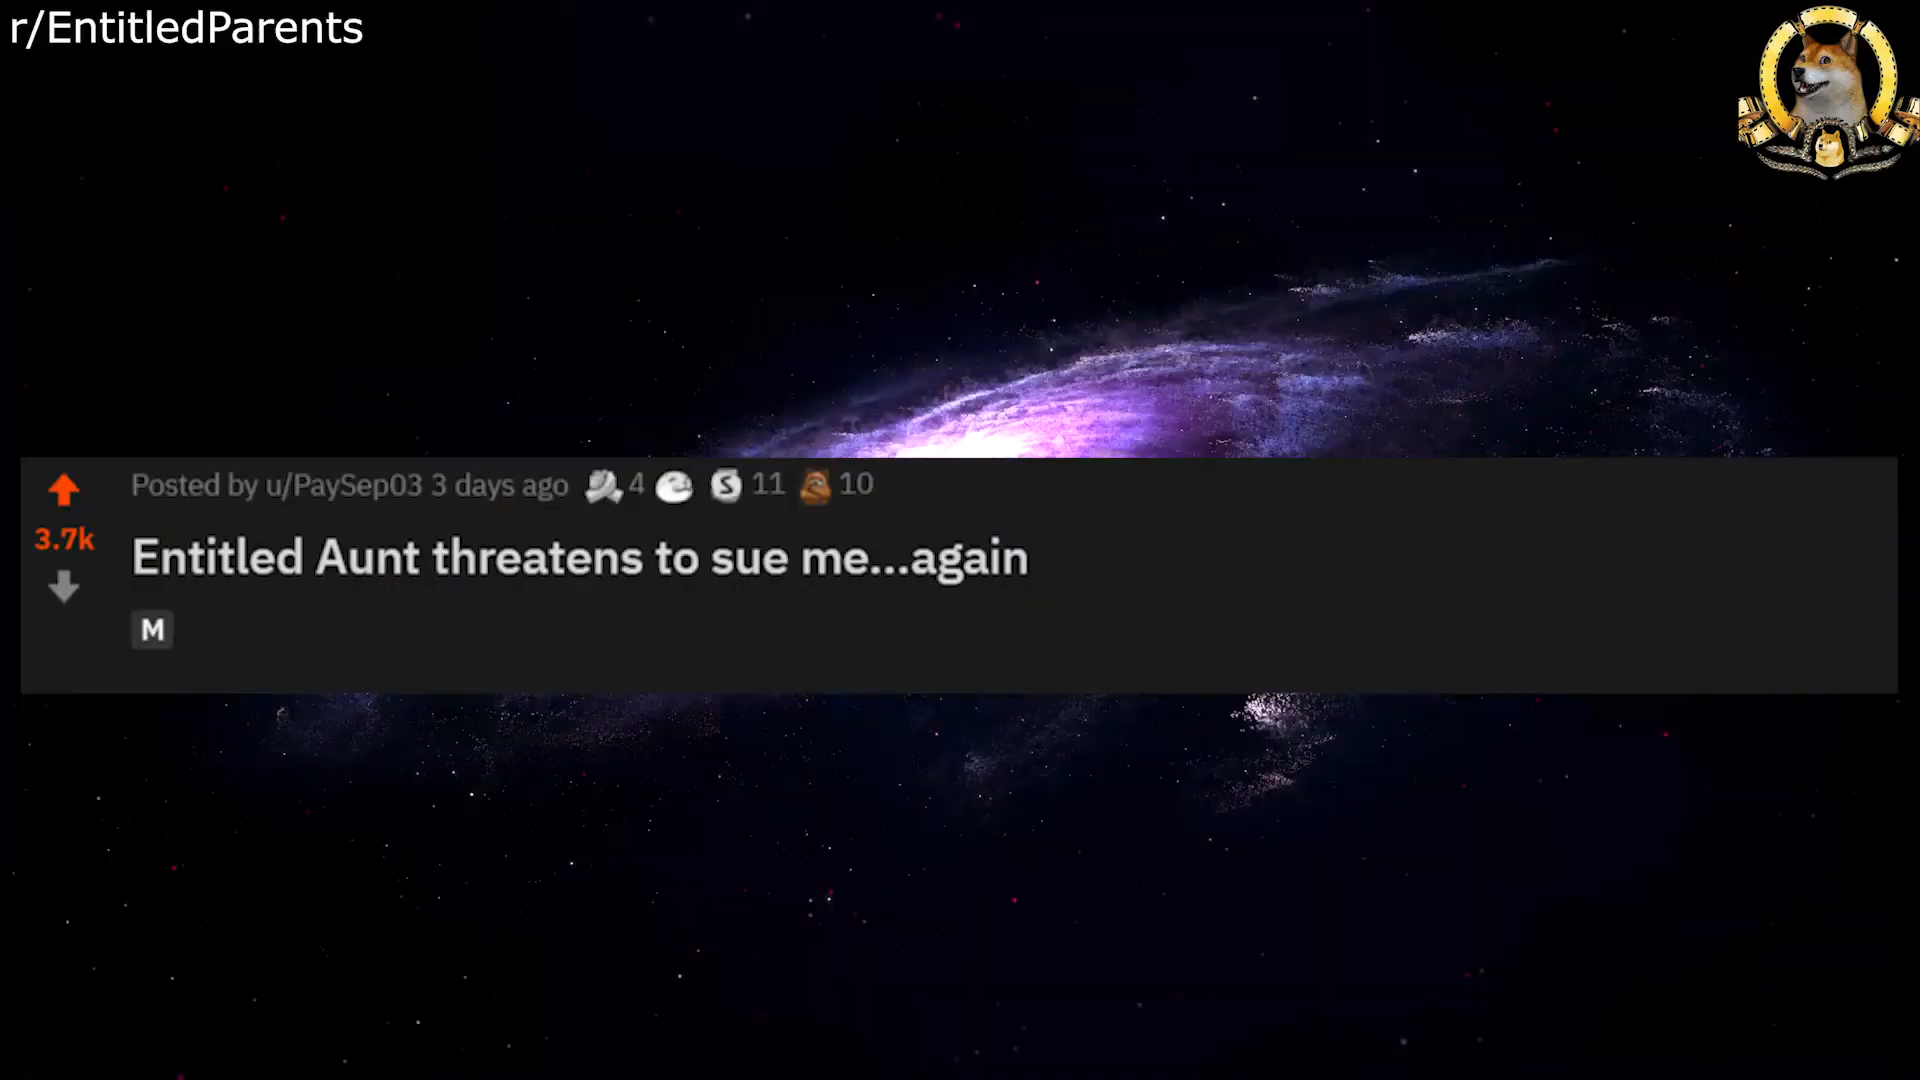 r/EntitledParents
Posted by u/PaySep03 3 days ago 4 S 11 10
3.7k
Entitled Aunt threatens to sue me...again
M